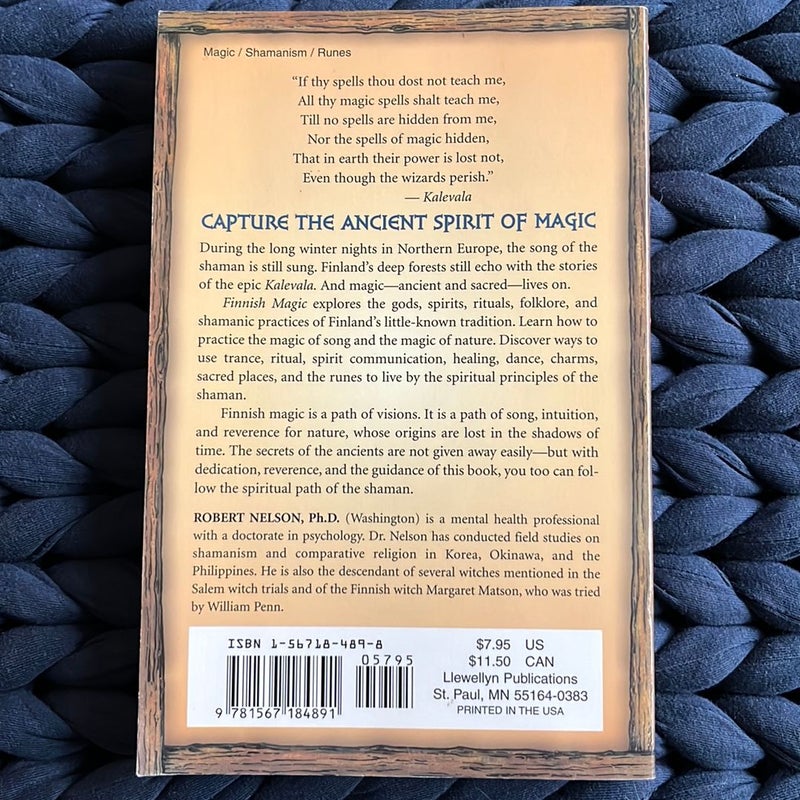 Magic / Shamanism / Runes
“If thy spells thou dost not teach me,
All thy magic spells shalt teach me,
Till no spells are hidden from me,
Nor the spells of magic hidden,
That in earth their power is lost not,
Even though the wizards perish.”
— Kalevala
CAPTURE THE ANCIENT SPIRIT OF MAGIC
During the long winter nights in Northern Europe, the song of the
shaman is still sung. Finland’s deep forests still echo with the stories
of the epic Kalevala. And magic—ancient and sacred—lives on.
Finnish Magic explores the gods, spirits, rituals, folklore, and
shamanic practices of Finland’s little-known tradition. Learn how to
practice the magic of song and the magic of nature. Discover ways to
use trance, ritual, spirit communication, healing, dance, charms,
sacred places, and the runes to live by the spiritual principles of the
shaman.
Finnish magic is a path of visions. It is a path of song, intuition,
and reverence for nature, whose origins are lost in the shadows of
time. The secrets of the ancients are not given away easily—but with
dedication, reverence, and the guidance of this book, you too can fol-
low the spiritual path of the shaman.
ROBERT NELSON, Ph.D. (Washington) is a mental health professional
with a doctorate in psychology. Dr. Nelson has conducted field studies on
shamanism and comparative religion in Korea, Okinawa, and the
Philippines. He is also the descendant of several witches mentioned in the
Salem witch trials and of the Finnish witch Margaret Matson, who was tried
by William Penn.
ISBN 1-56718-489-8
05795
9 781567 184891
$7.95 US
$11.50 CAN
Llewellyn Publications
St. Paul, MN 55164-0383
PRINTED IN THE USA